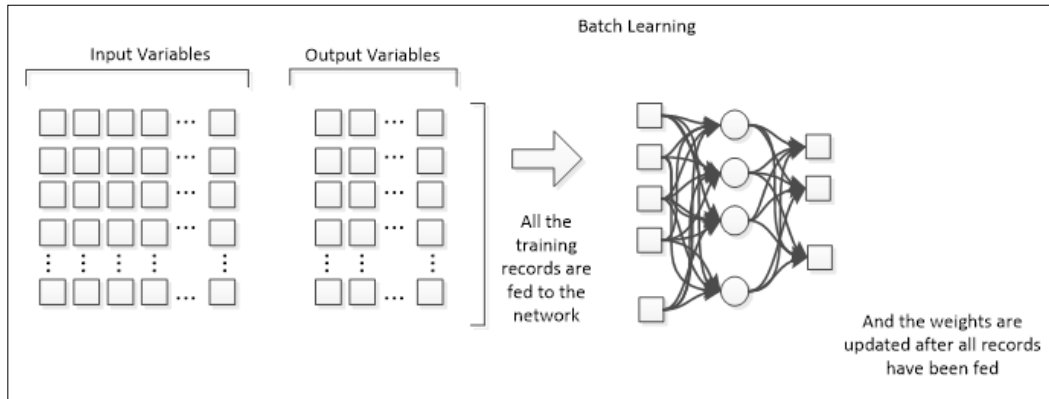 Batch Learning
Input Variables
Output Variables
All the
training
records are
fed to the
network
And the weights are
updated after all records
have been fed